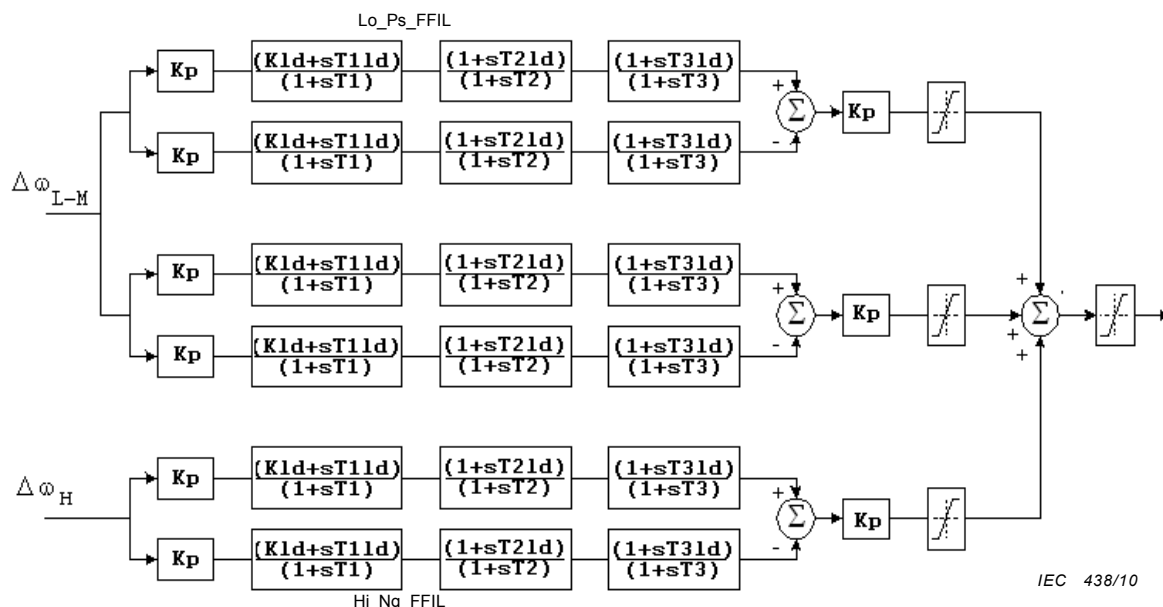 Lo_Ps_FFIL
Kp (Kld+sT1ld) (1+sT2ld) (1+sT3ld)
(1+sT1) (1+sT2) (1+sT3)
+ Σ Kp
Kp (Kld+sT1ld) (1+sT2ld) (1+sT3ld) -
(1+sT1) (1+sT2) (1+sT3)
Δω L-M
Kp (Kld+sT1ld) (1+sT2ld) (1+sT3ld)
(1+sT1) (1+sT2) (1+sT3)
+ Σ Kp + + + Σ
Kp (Kld+sT1ld) (1+sT2ld) (1+sT3ld) -
(1+sT1) (1+sT2) (1+sT3)
Δω H
Kp (Kld+sT1ld) (1+sT2ld) (1+sT3ld)
(1+sT1) (1+sT2) (1+sT3)
+ Σ Kp
Kp (Kld+sT1ld) (1+sT2ld) (1+sT3ld) -
(1+sT1) (1+sT2) (1+sT3)
Hi_Ng_FFIL
IEC 438/10